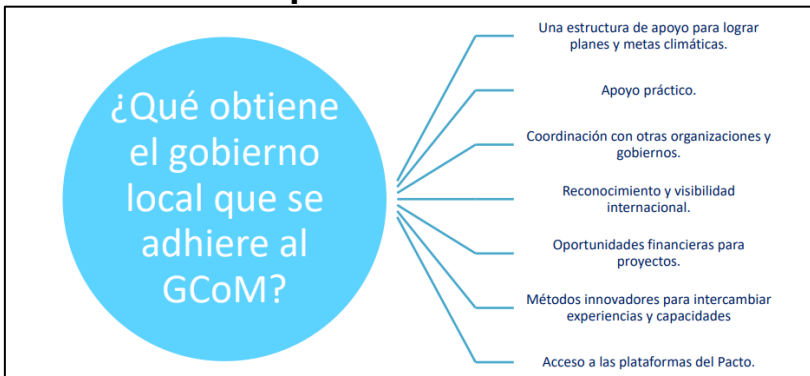 ¿Qué obtiene
el gobierno
local que se
adhiere al
GCoM?
Una estructura de apoyo para lograr
planes y metas climáticas.
Apoyo práctico.
Coordinación con otras organizaciones y
gobiernos.
Reconocimiento y visibilidad
internacional.
Oportunidades financieras para
proyectos.
Métodos innovadores para intercambiar
experiencias y capacidades
Acceso a las plataformas del Pacto.